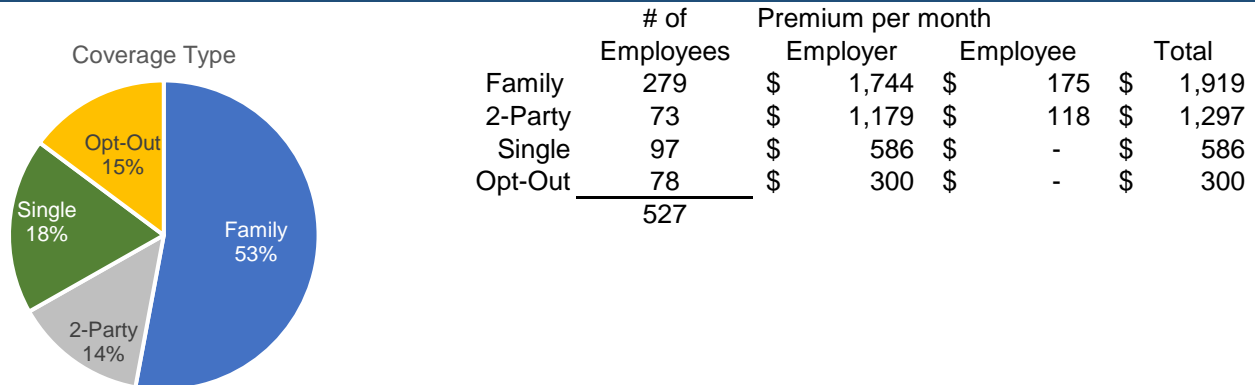 # of Premium per month
Coverage Type
Employees Employer Employee Total
Family 279 $ 1,744 $ 175 $ 1,919
2-Party 73 $ 1,179 $ 118 $ 1,297
Single 97 $ 586 $ - $ 586
Opt-Out 78 $ 300 $ - $ 300
527
Opt-Out
15%
Single
18%
Family
53%
2-Party
14%